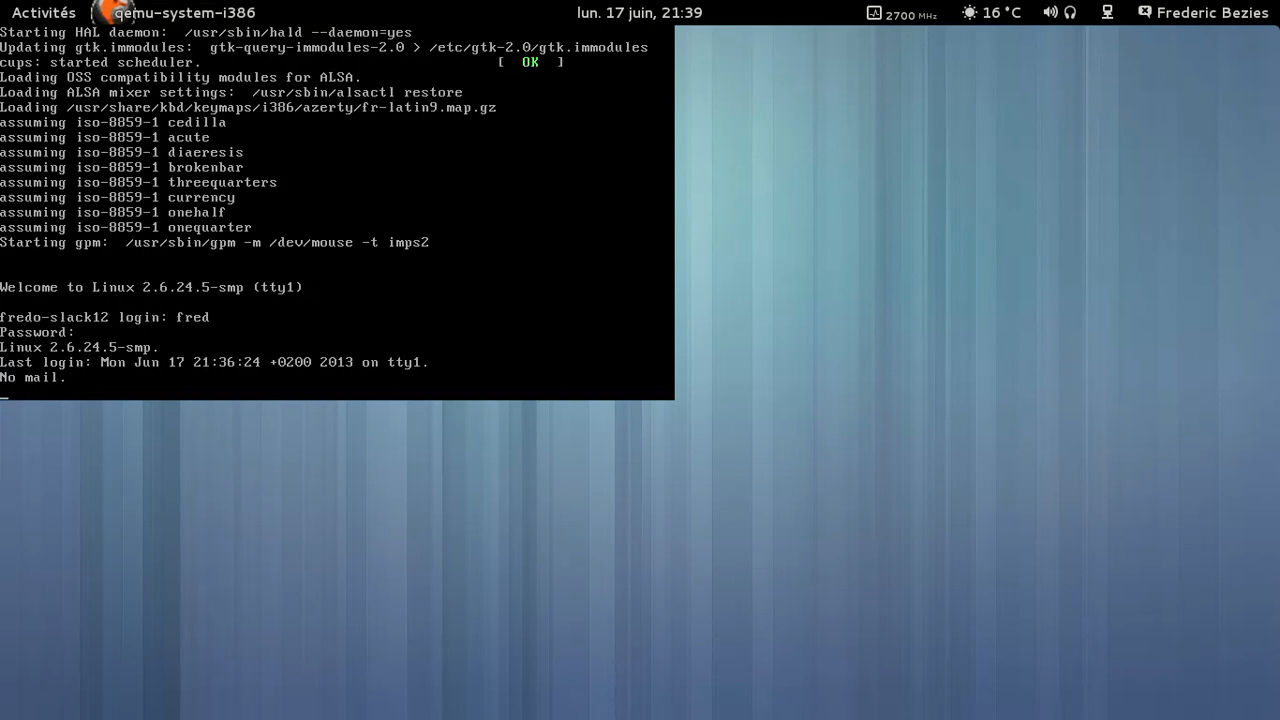 Activités qemu-system-i386 lun. 17 juin, 21:39 2700 MHz 16 °C Frederic Bezies
Starting HAL daemon:  /usr/sbin/hald --daemon=yes
Updating gtk.immodules:  gtk-query-immodules-2.0 > /etc/gtk-2.0/gtk.immodules
cups: started scheduler. [  OK  ]
Loading OSS compatibility modules for ALSA.
Loading ALSA mixer settings:  /usr/sbin/alsactl restore
Loading /usr/share/kbd/keymaps/i386/azerty/fr-latin9.map.gz
assuming iso-8859-1 cedilla
assuming iso-8859-1 acute
assuming iso-8859-1 diaeresis
assuming iso-8859-1 brokenbar
assuming iso-8859-1 threequarters
assuming iso-8859-1 currency
assuming iso-8859-1 onehalf
assuming iso-8859-1 onequarter
Starting gpm:  /usr/sbin/gpm -m /dev/mouse -t imps2
Welcome to Linux 2.6.24.5-smp (tty1)
fredo-slack12 login: fred
Password:
Linux 2.6.24.5-smp.
Last login: Mon Jun 17 21:36:24 +0200 2013 on tty1.
No mail.